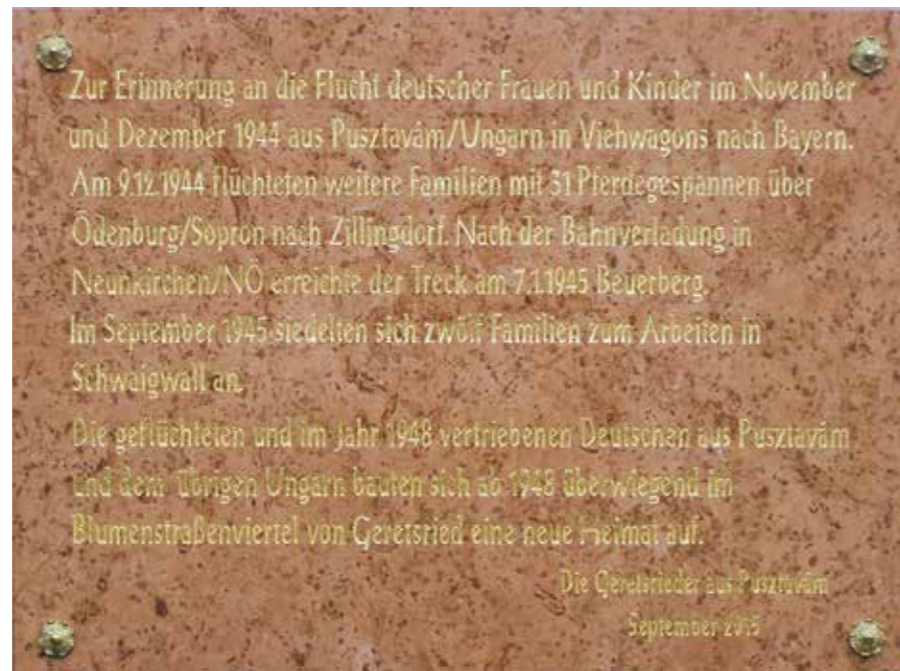 Zur Erinnerung an die Flucht deutscher Frauen und Kinder im November
und Dezember 1944 aus Pusztavám/Ungarn in Viehwagons nach Bayern.
Am 9.12.1944 flüchteten weitere Familien mit 31 Pferdegespannen über
Ödenburg/Sopron nach Zillingdorf. Nach der Bahnverladung in
Neunkirchen/NÖ erreichte der Treck am 7.1.1945 Beuerberg.
Im September 1945 siedelten sich zwölf Familien zum Arbeiten in
Schwaigwall an.
Die geflüchteten und im Jahr 1948 vertriebenen Deutschen aus Pusztavám
und dem übrigen Ungarn bauten sich ab 1948 überwiegend im
Blumenstraßenviertel von Geretsried eine neue Heimat auf.
Die Geretsrieder aus Pusztavám
September 2015